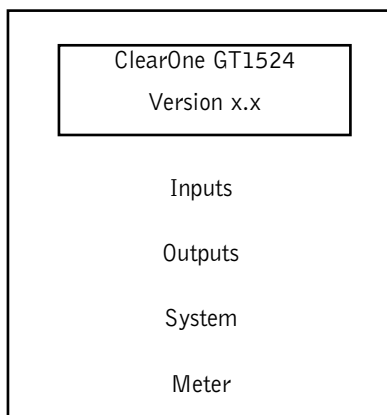 ClearOne GT1524
Version x.x
Inputs
Outputs
System
Meter